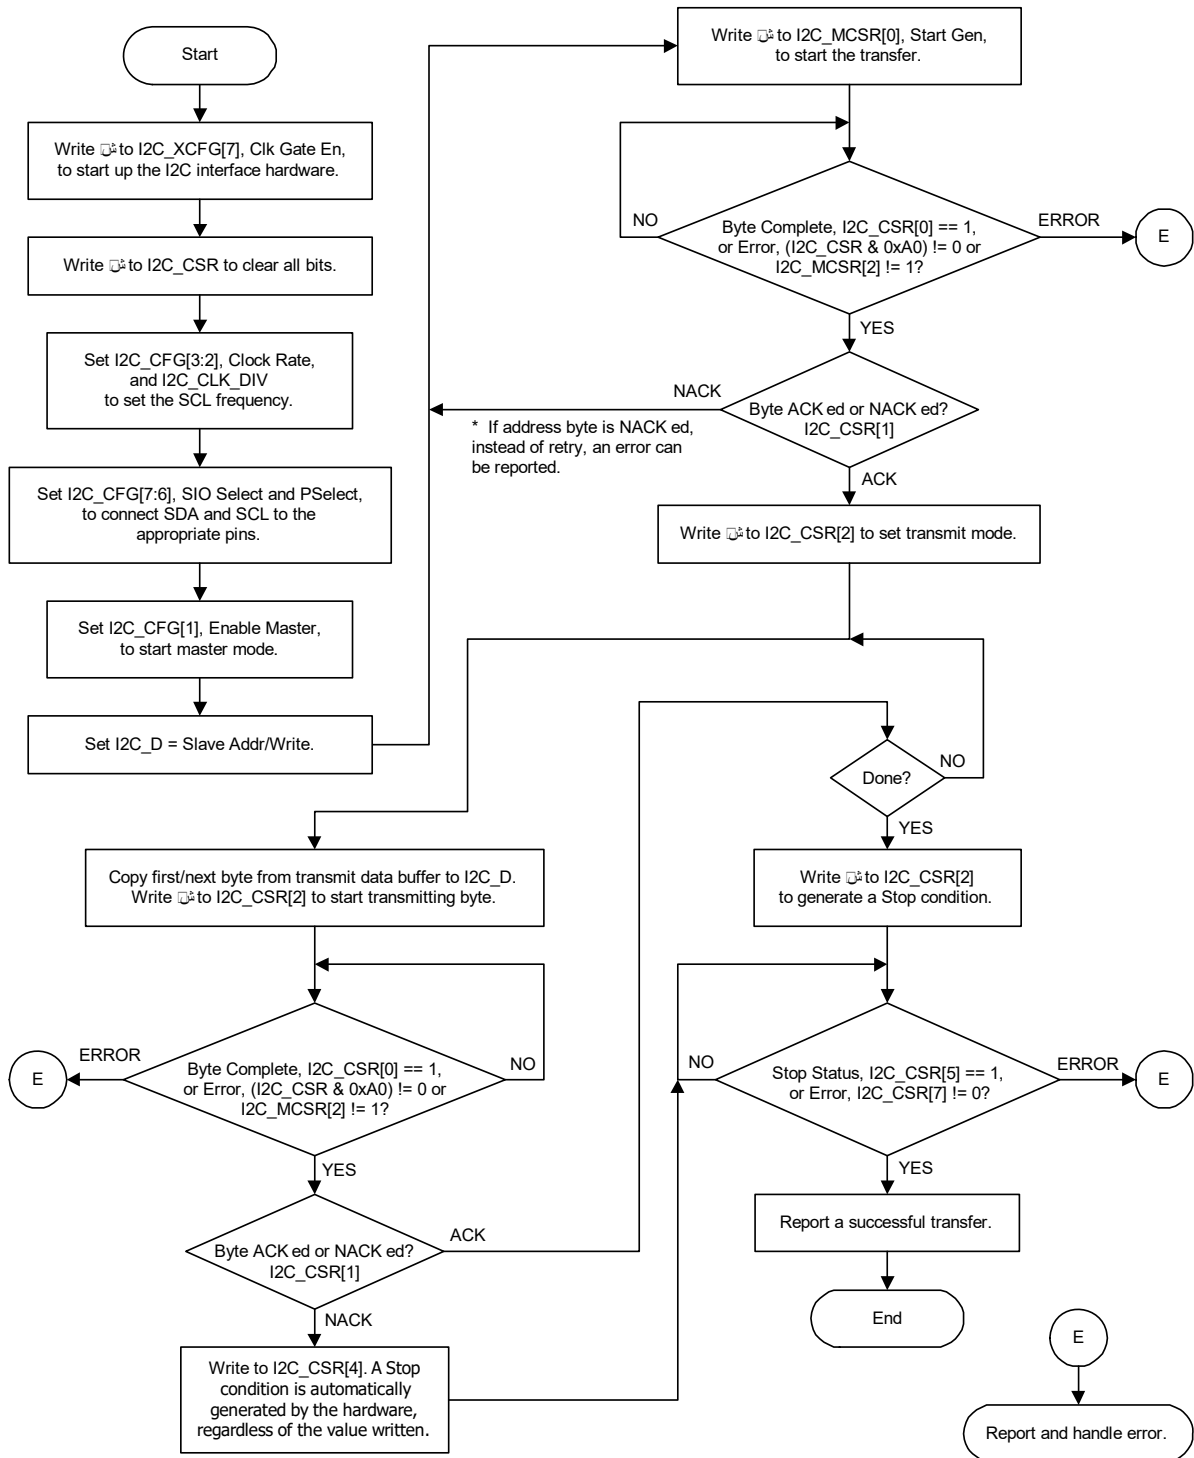 Start
Write to I2C_XCFG[7], Clk Gate En,
to start up the I2C interface hardware.
Write to I2C_CSR to clear all bits.
Set I2C_CFG[3:2], Clock Rate,
and I2C_CLK_DIV
to set the SCL frequency.
Set I2C_CFG[7:6], SIO Select and PSelect,
to connect SDA and SCL to the
appropriate pins.
Set I2C_CFG[1], Enable Master,
to start master mode.
Set I2C_D = Slave Addr/Write.
Write to I2C_MCSR[0], Start Gen,
to start the transfer.
NO
Byte Complete, I2C_CSR[0] == 1,
or Error, (I2C_CSR & 0xA0) != 0 or
I2C_MCSR[2] != 1?
ERROR
E
YES
NACK
Byte ACK ed or NACK ed?
I2C_CSR[1]
* If address byte is NACK ed,
instead of retry, an error can
be reported.
ACK
Write to I2C_CSR[2] to set transmit mode.
Done?
NO
YES
Copy first/next byte from transmit data buffer to I2C_D.
Write to I2C_CSR[2] to start transmitting byte.
Write to I2C_CSR[2]
to generate a Stop condition.
E
ERROR
Byte Complete, I2C_CSR[0] == 1,
or Error, (I2C_CSR & 0xA0) != 0 or
I2C_MCSR[2] != 1?
NO
YES
NO
Stop Status, I2C_CSR[5] == 1,
or Error, I2C_CSR[7] != 0?
ERROR
E
YES
Byte ACK ed or NACK ed?
I2C_CSR[1]
ACK
NACK
Write to I2C_CSR[4]. A Stop
condition is automatically
generated by the hardware,
regardless of the value written.
Report a successful transfer.
End
E
Report and handle error.